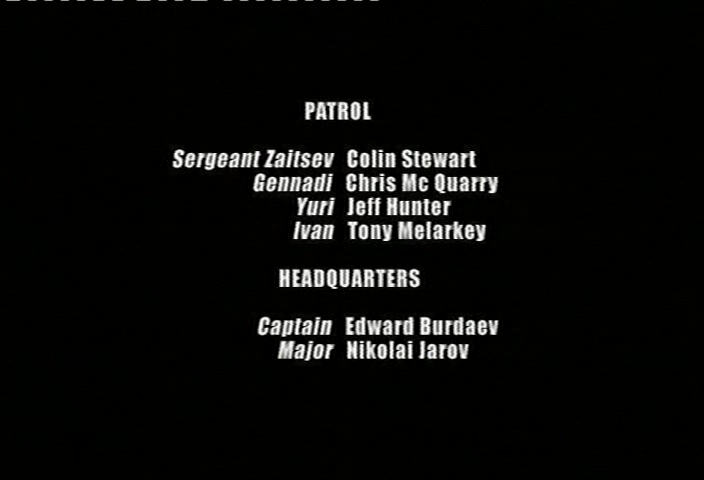 PATROL
Sergeant Zaitsev Colin Stewart
Gennadi Chris Mc Quarry
Yuri Jeff Hunter
Ivan Tony Melarkey
HEADQUARTERS
Captain Edward Burdaev
Major Nikolai Jarov